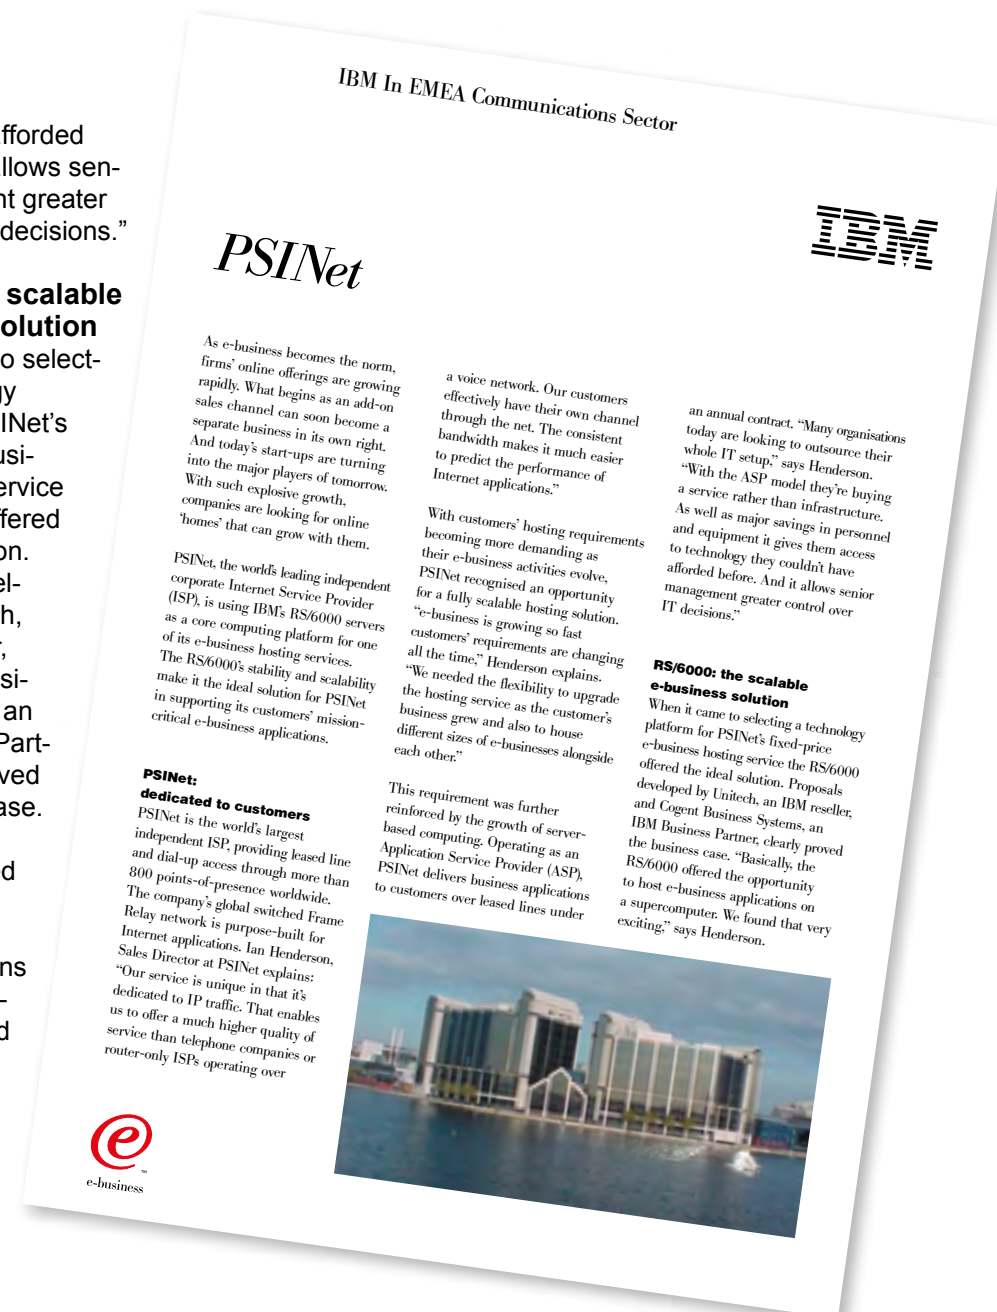 fforded
llows sen-
nt greater
decisions.”
scalable
olution
o select-
gy
SINet’s
usi-
ervice
ffered
on.
el-
h,
r,
si-
an
Part-
ved
ase.
d
ns
-
d
IBM In EMEA Communications Sector
IBM
PSINet
As e-business becomes the norm,
firms’ online offerings are growing
rapidly. What begins as an add-on
sales channel can soon become a
separate business in its own right.
And today’s start-ups are turning
into the major players of tomorrow.
With such explosive growth,
companies are looking for online
‘homes’ that can grow with them.
PSINet, the world’s leading independent
corporate Internet Service Provider
(ISP), is using IBM’s RS/6000 servers
as a core computing platform for one
of its e-business hosting services.
The RS/6000’s stability and scalability
make it the ideal solution for PSINet
in supporting its customers’ mission-
critical e-business applications.
PSINet:
dedicated to customers
PSINet is the world’s largest
independent ISP, providing leased line
and dial-up access through more than
800 points-of-presence worldwide.
The company’s global switched Frame
Relay network is purpose-built for
Internet applications. Ian Henderson,
Sales Director at PSINet explains:
“Our service is unique in that it’s
dedicated to IP traffic. That enables
us to offer a much higher quality of
service than telephone companies or
router-only ISPs operating over
a voice network. Our customers
effectively have their own channel
through the net. The consistent
bandwidth makes it much easier
to predict the performance of
Internet applications.”
With customers’ hosting requirements
becoming more demanding as
their e-business activities evolve,
PSINet recognised an opportunity
for a fully scalable hosting solution.
“e-business is growing so fast
customers’ requirements are changing
all the time,” Henderson explains.
“We needed the flexibility to upgrade
the hosting service as the customer’s
business grew and also to house
different sizes of e-businesses alongside
each other.”
This requirement was further
reinforced by the growth of server-
based computing. Operating as an
Application Service Provider (ASP),
PSINet delivers business applications
to customers over leased lines under
an annual contract. “Many organisations
today are looking to outsource their
whole IT setup,” says Henderson.
“With the ASP model they’re buying
a service rather than infrastructure.
As well as major savings in personnel
and equipment it gives them access
to technology they couldn’t have
afforded before. And it allows senior
management greater control over
IT decisions.”
RS/6000: the scalable
e-business solution
When it came to selecting a technology
platform for PSINet’s fixed-price
e-business hosting service the RS/6000
offered the ideal solution. Proposals
developed by Unitech, an IBM reseller,
and Cogent Business Systems, an
IBM Business Partner, clearly proved
the business case. “Basically, the
RS/6000 offered the opportunity
to host e-business applications on
a supercomputer. We found that very
exciting,” says Henderson.
e
™
e-business